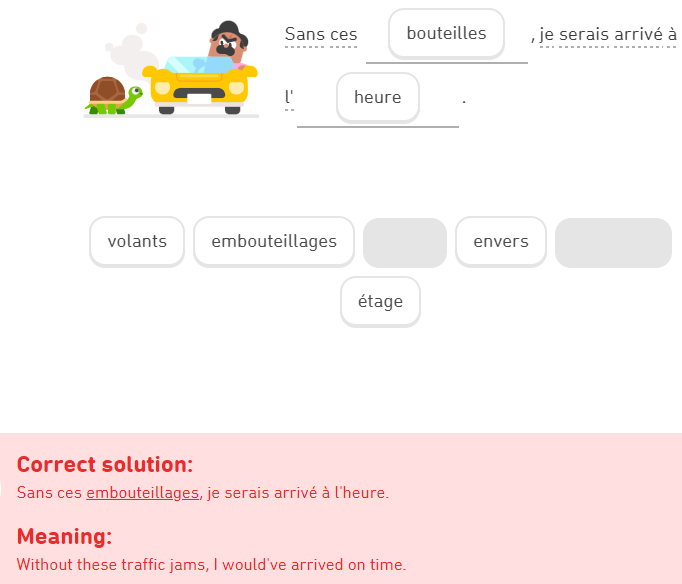 Sans ces bouteilles , je serais arrivé à
l' heure .
volants embouteillages envers
étage
Correct solution:
Sans ces embouteillages, je serais arrivé à l'heure.
Meaning:
Without these traffic jams, I would've arrived on time.